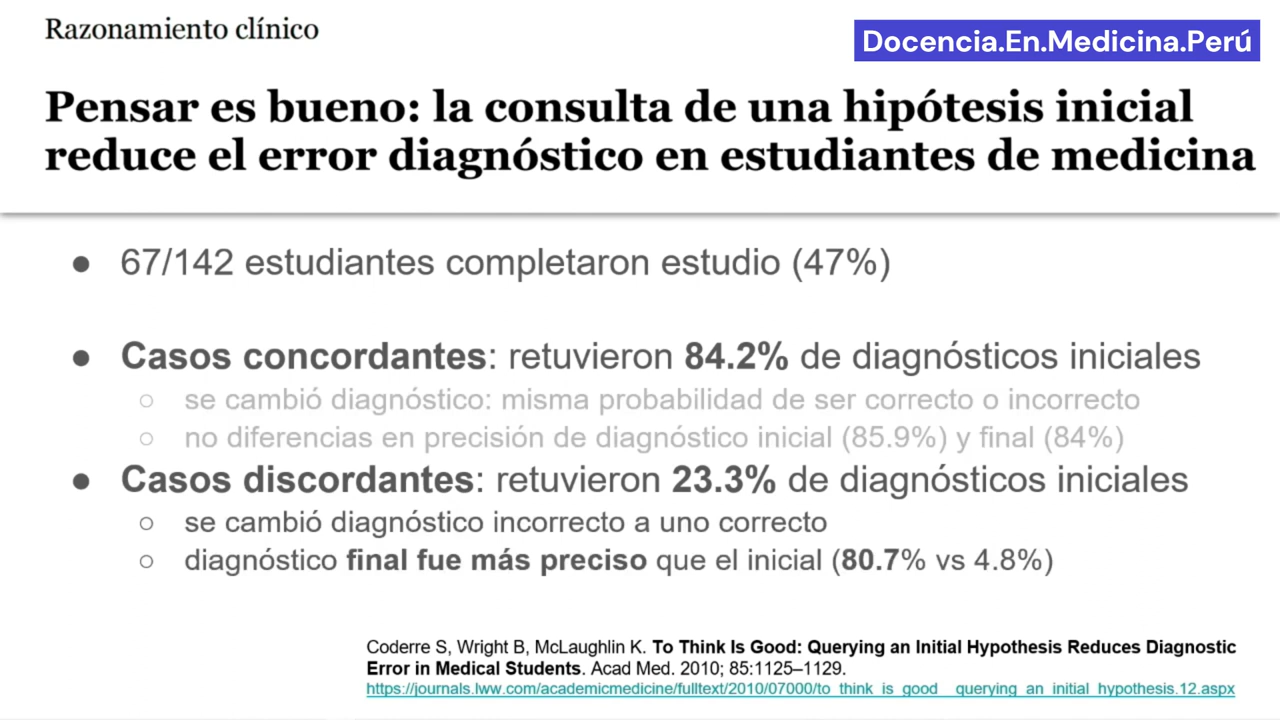 Razonamiento clínico
Docencia.En.Medicina.Perú
Pensar es bueno: la consulta de una hipótesis inicial
reduce el error diagnóstico en estudiantes de medicina
● 67/142 estudiantes completaron estudio (47%)
● Casos concordantes: retuvieron 84.2% de diagnósticos iniciales
○ se cambió diagnóstico: misma probabilidad de ser correcto o incorrecto
○ no diferencias en precisión de diagnóstico inicial (85.9%) y final (84%)
● Casos discordantes: retuvieron 23.3% de diagnósticos iniciales
○ se cambió diagnóstico incorrecto a uno correcto
○ diagnóstico final fue más preciso que el inicial (80.7% vs 4.8%)
Coderre S, Wright B, McLaughlin K. To Think Is Good: Querying an Initial Hypothesis Reduces Diagnostic
Error in Medical Students. Acad Med. 2010; 85:1125–1129.
https://journals.lww.com/academicmedicine/fulltext/2010/07000/to_think_is_good__querying_an_initial_hypothesis.12.aspx